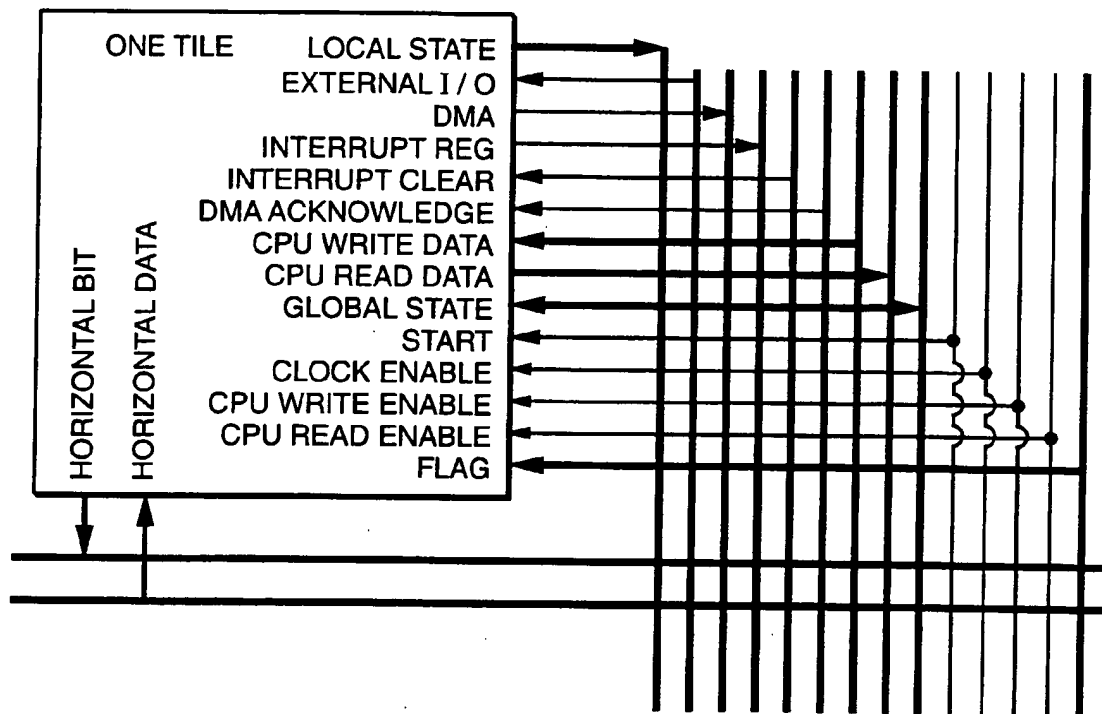 ONE TILE LOCAL STATE
EXTERNAL I / O
DMA
INTERRUPT REG
INTERRUPT CLEAR
DMA ACKNOWLEDGE
CPU WRITE DATA
CPU READ DATA
GLOBAL STATE
START
CLOCK ENABLE
CPU WRITE ENABLE
CPU READ ENABLE
FLAG
HORIZONTAL BIT
HORIZONTAL DATA